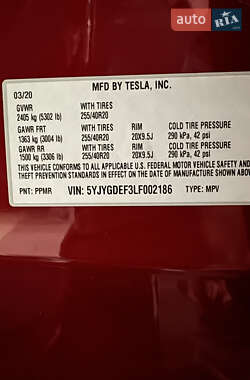 AUTO RIA
MFD BY TESLA, INC.
03/20
GVWR WITH TIRES
2405 kg (5302 lb) 255/40R20
GAWR FRT WITH TIRES RIM COLD TIRE PRESSURE
1363 kg (3004 lb) 255/40R20 20X9.5J 290 kPa, 42 psi
GAWR RR WITH TIRES RIM COLD TIRE PRESSURE
1500 kg (3306 lb) 255/40R20 20X9.5J 290 kPa, 42 psi
THIS VEHICLE CONFORMS TO ALL APPLICABLE U.S. FEDERAL MOTOR VEHICLE SAFETY AND
THEFT PREVENTION STANDARDS IN EFFECT ON THE DATE OF MANUFACTURE SHOWN ABOVE
PNT: PPMR VIN: 5YJYGDEF3LF002186 TYPE: MPV